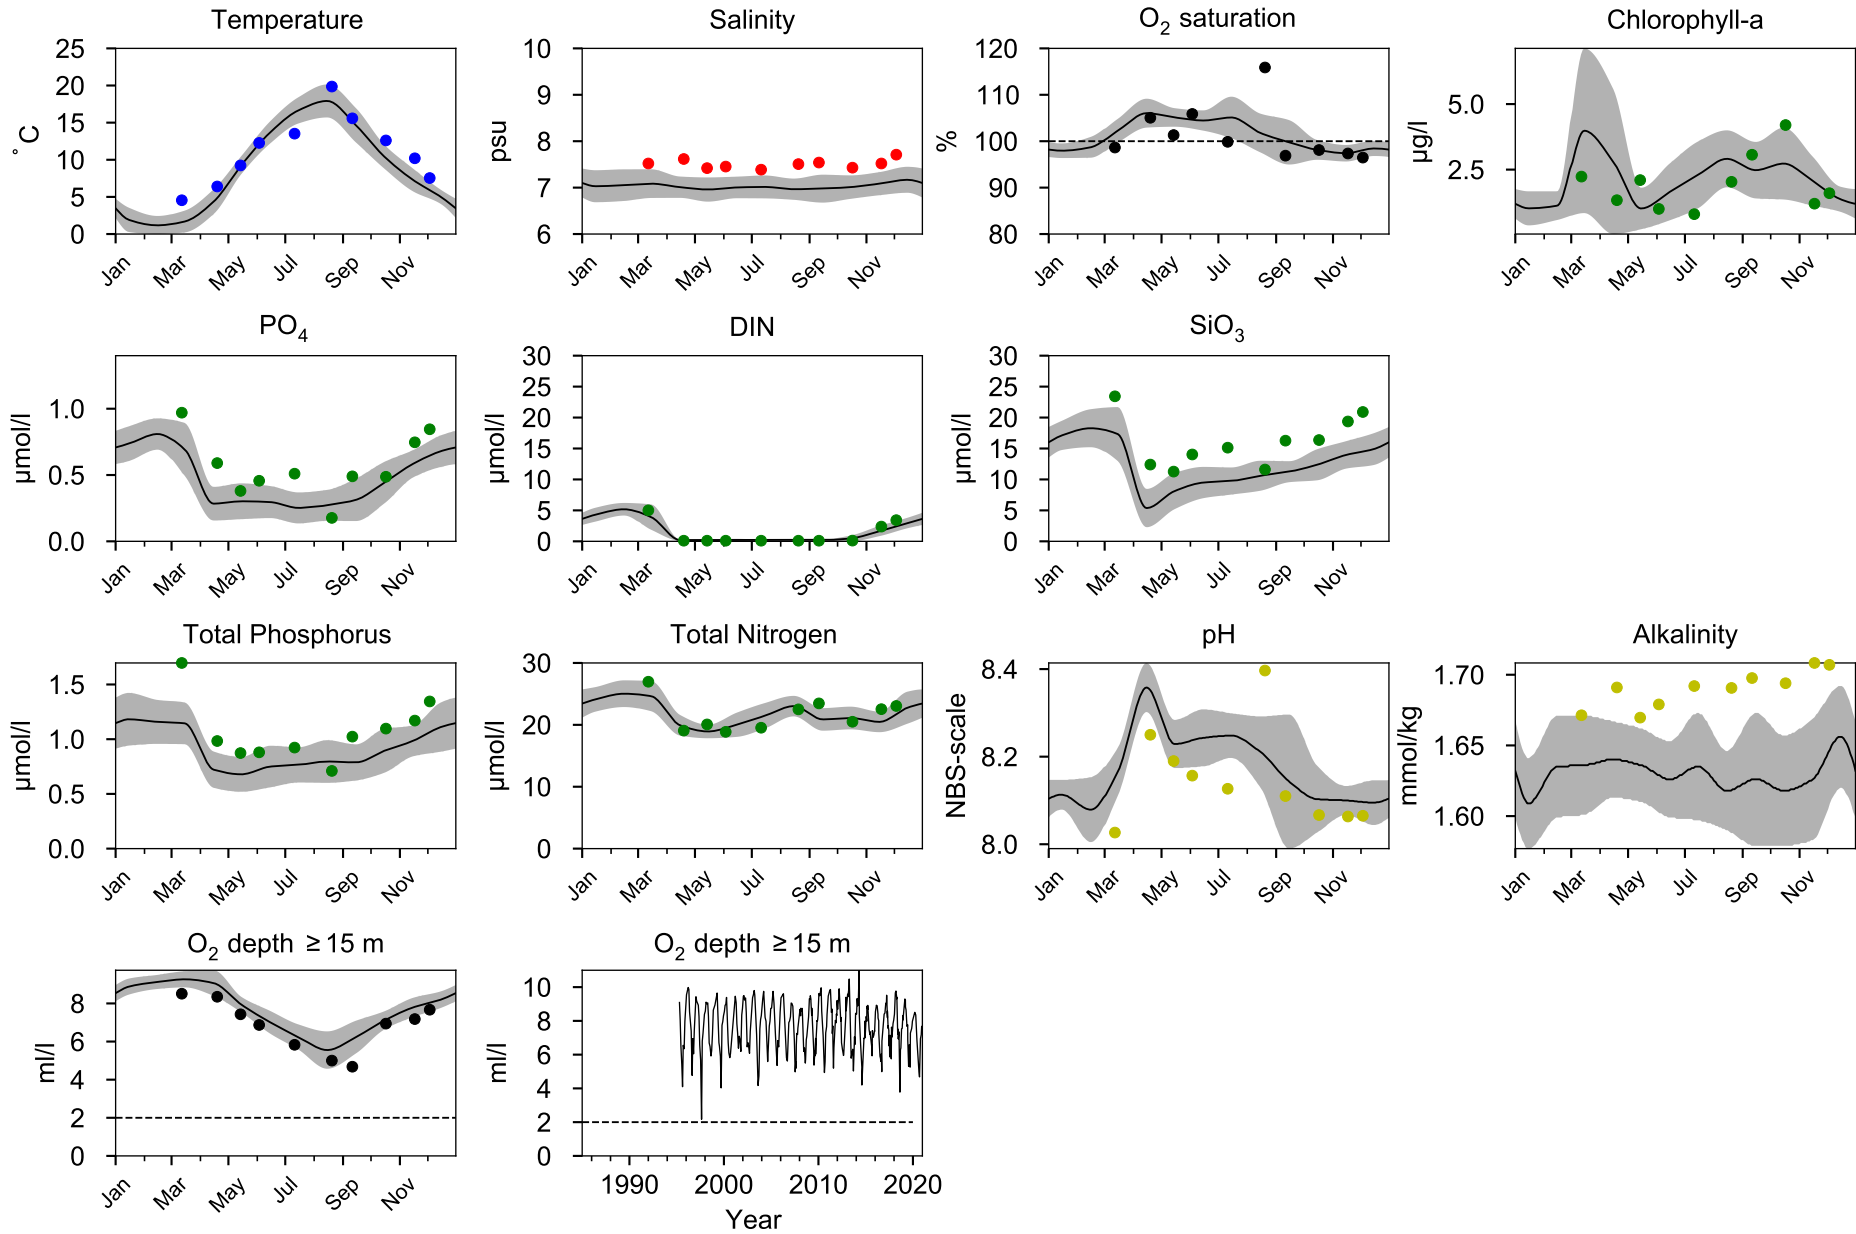 Temperature
Salinity
O2 saturation
Chlorophyll-a
25
20
15
10
5
0
°C
Jan Mar May Jul Sep Nov
10
9
8
7
6
psu
Jan Mar May Jul Sep Nov
120
110
100
90
80
%
Jan Mar May Jul Sep Nov
5.0
2.5
µg/l
Jan Mar May Jul Sep Nov
PO4
DIN
SiO3
1.0
0.5
0.0
µmol/l
Jan Mar May Jul Sep Nov
30
25
20
15
10
5
0
µmol/l
Jan Mar May Jul Sep Nov
30
25
20
15
10
5
0
µmol/l
Jan Mar May Jul Sep Nov
Total Phosphorus
Total Nitrogen
pH
Alkalinity
1.5
1.0
0.5
0.0
µmol/l
Jan Mar May Jul Sep Nov
30
20
10
0
µmol/l
Jan Mar May Jul Sep Nov
8.4
8.2
8.0
NBS-scale
Jan Mar May Jul Sep Nov
1.70
1.65
1.60
mmol/kg
Jan Mar May Jul Sep Nov
O2 depth ≥ 15 m
O2 depth ≥ 15 m
8
6
4
2
0
ml/l
Jan Mar May Jul Sep Nov
10
8
6
4
2
0
ml/l
1990 2000 2010 2020
Year